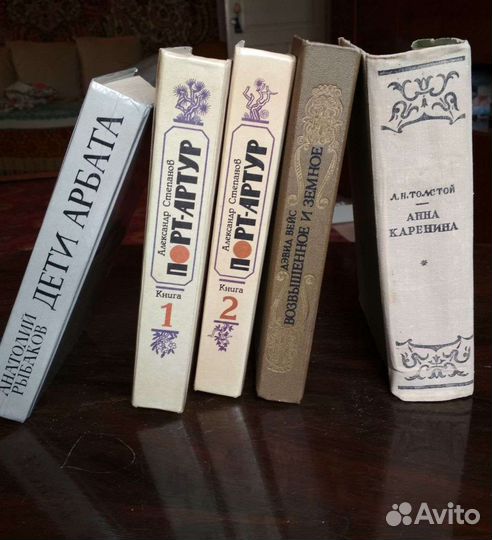 АНАТОЛИЙ
РЫБАКОВ
ДЕТИ АРБАТА
Александр Степанов
ПОРТ-АРТУР
Книга
1
Александр Степанов
ПОРТ-АРТУР
Книга
2
ДЭВИД ВЕЙС
ВОЗВЫШЕННОЕ И ЗЕМНОЕ
Л.Н.ТОЛСТОЙ
АННА
КАРЕНИНА
Avito